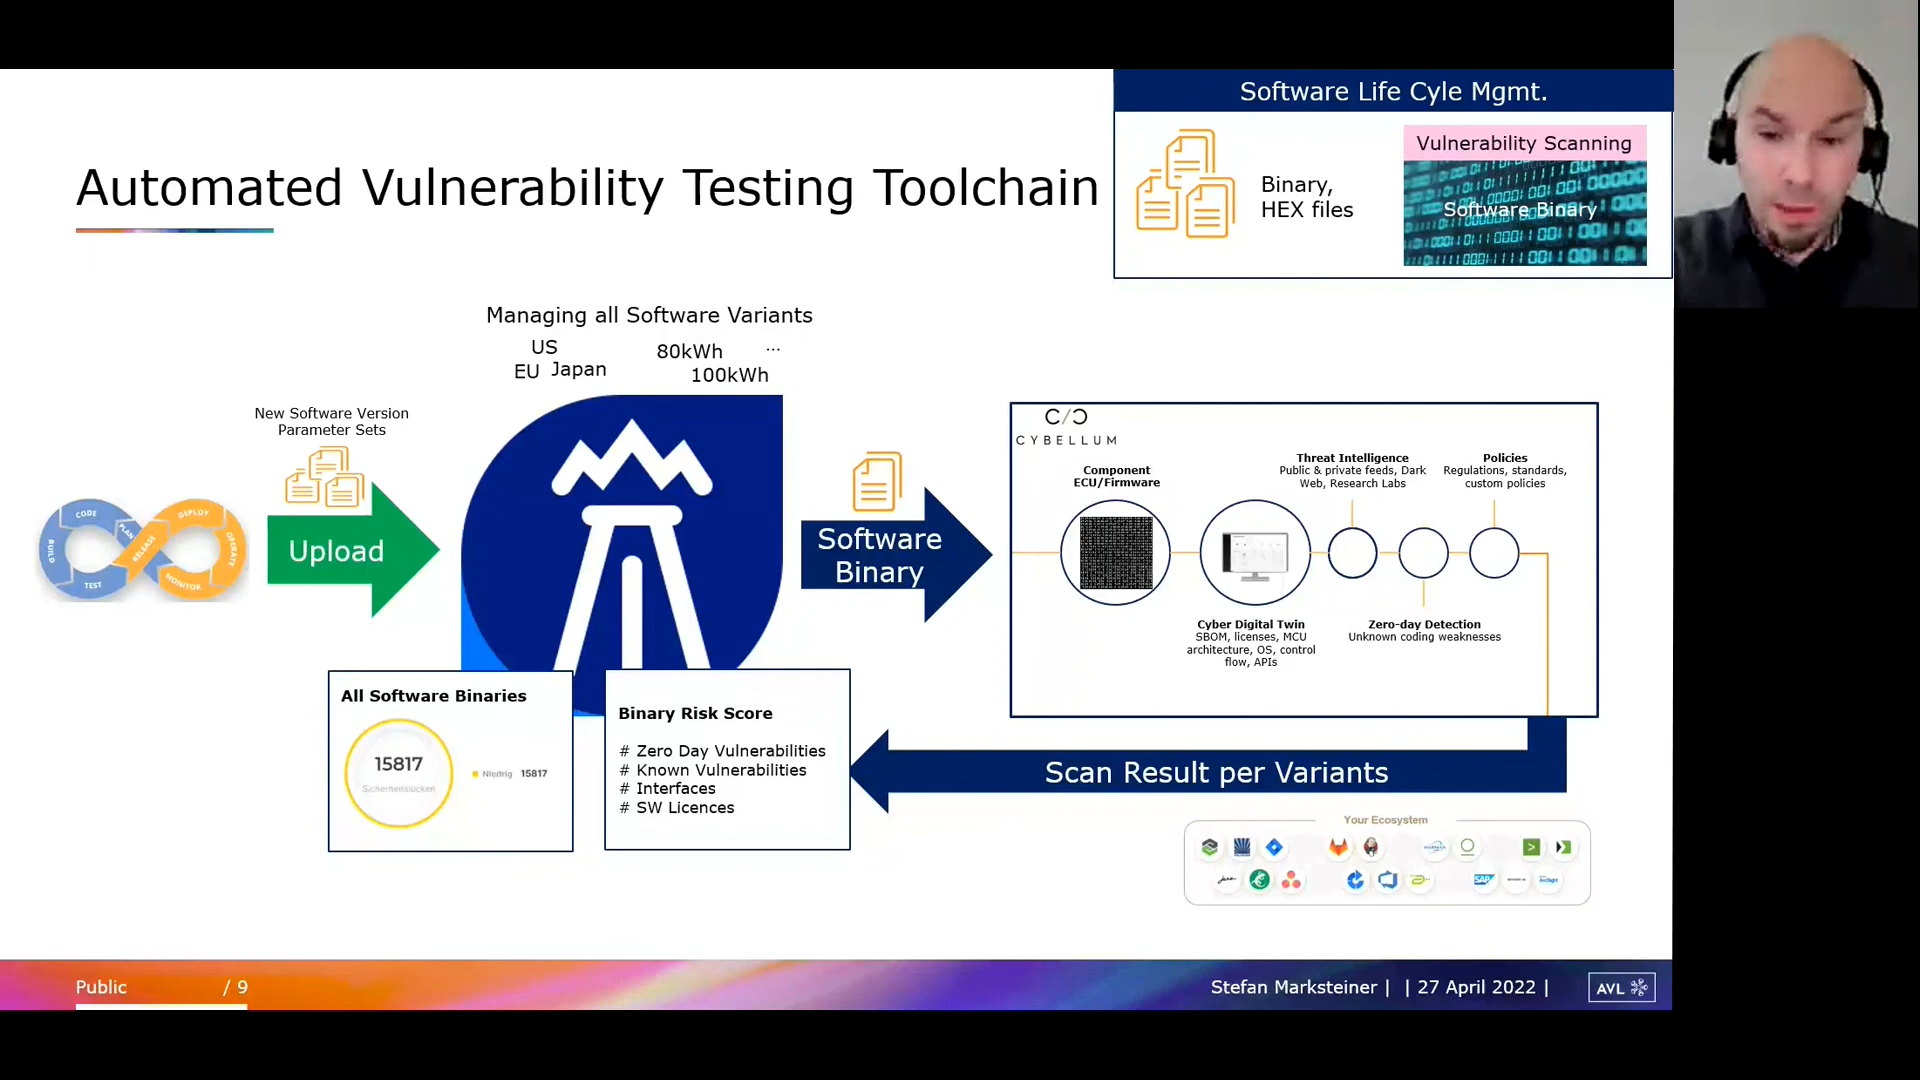 Software Life Cyle Mgmt.
Vulnerability Scanning
Binary,
HEX files
Software Binary
Automated Vulnerability Testing Toolchain
Managing all Software Variants
US
80kWh
...
EU
Japan
100kWh
New Software Version
Parameter Sets
CODE
BUILD
TEST
PLAN
RELEASE
DEPLOY
OPERATE
MONITOR
Upload
Software
Binary
CYBELLUM
Component
ECU/Firmware
Threat Intelligence
Public & private feeds, Dark
Web, Research Labs
Policies
Regulations, standards,
custom policies
Cyber Digital Twin
SBOM, licenses, MCU
architecture, OS, control
flow, APIs
Zero-day Detection
Unknown coding weaknesses
All Software Binaries
15817
Sicherheitslücken
Niedrig 15817
Binary Risk Score
# Zero Day Vulnerabilities
# Known Vulnerabilities
# Interfaces
# SW Licences
Scan Result per Variants
Your Ecosystem
SAP
Public
/ 9
Stefan Marksteiner | | 27 April 2022 |
AVL